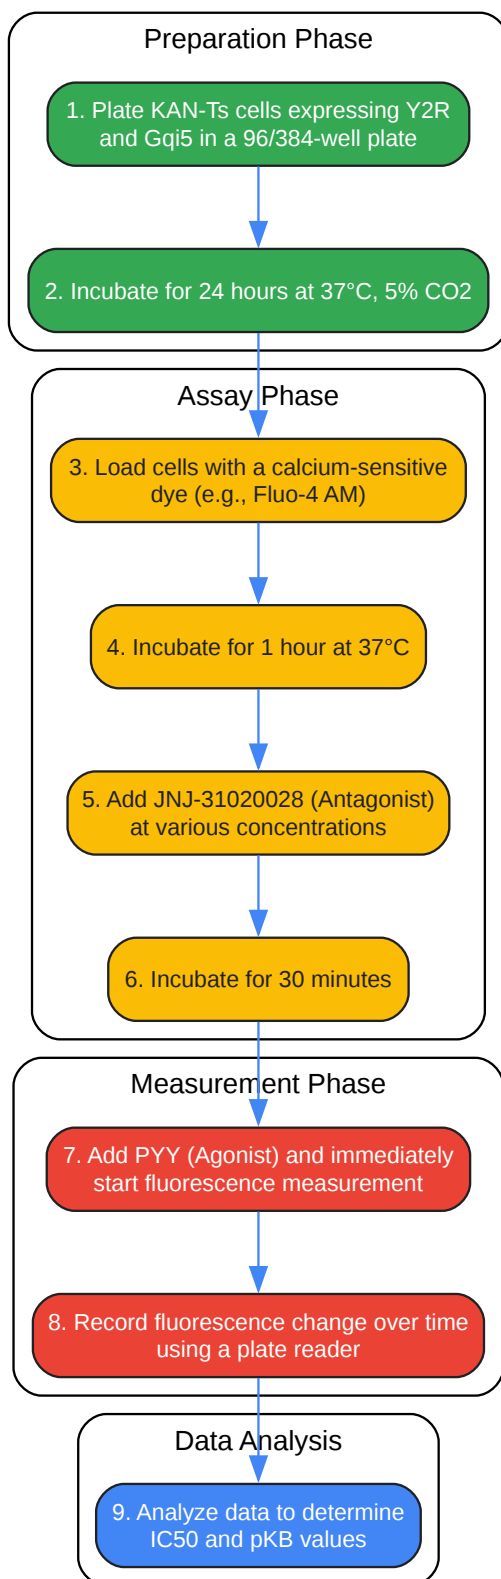 Preparation Phase
1. Plate KAN-Ts cells expressing Y2R
and Gqi5 in a 96/384-well plate
2. Incubate for 24 hours at 37°C, 5% CO2
Assay Phase
3. Load cells with a calcium-sensitive
dye (e.g., Fluo-4 AM)
4. Incubate for 1 hour at 37°C
5. Add JNJ-31020028 (Antagonist)
at various concentrations
6. Incubate for 30 minutes
Measurement Phase
7. Add PYY (Agonist) and immediately
start fluorescence measurement
8. Record fluorescence change over time
using a plate reader
Data Analysis
9. Analyze data to determine
IC50 and pKB values